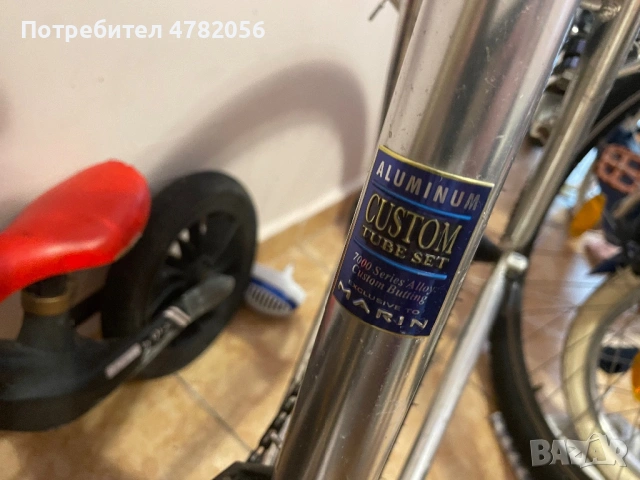 Потребител 4782056
ALUMINUM
CUSTOM
TUBE SET
7000 Series Alloy
Custom Butting
EXCLUSIVE TO
MARIN
BAZAR